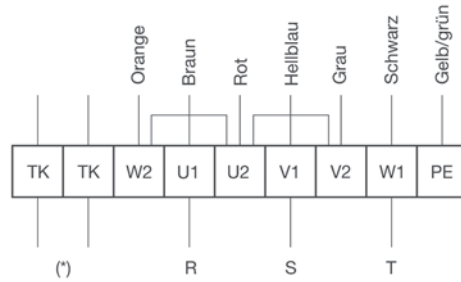 Orange Braun Rot Hellblau Grau Schwarz Gelb/grün
TK TK W2 U1 U2 V1 V2 W1 PE
(*) R S T